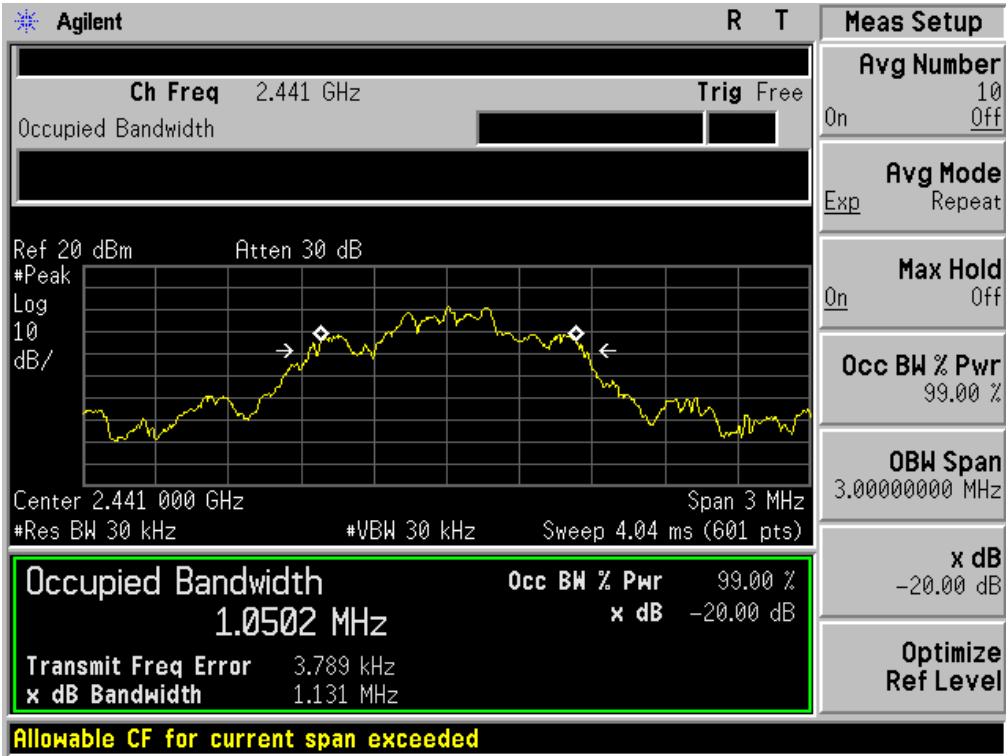 Agilent R T
Ch Freq 2.441 GHz Trig Free
Occupied Bandwidth
Ref 20 dBm Atten 30 dB
#Peak
Log
10
dB/
Center 2.441 000 GHz Span 3 MHz
#Res BW 30 kHz #VBW 30 kHz Sweep 4.04 ms (601 pts)
Occupied Bandwidth Occ BW % Pwr 99.00 %
1.0502 MHz x dB -20.00 dB
Transmit Freq Error 3.789 kHz
x dB Bandwidth 1.131 MHz
Allowable CF for current span exceeded
Meas Setup
Avg Number
10
On Off
Avg Mode
Exp Repeat
Max Hold
On Off
Occ BW % Pwr
99.00 %
OBW Span
3.00000000 MHz
x dB
-20.00 dB
Optimize
Ref Level